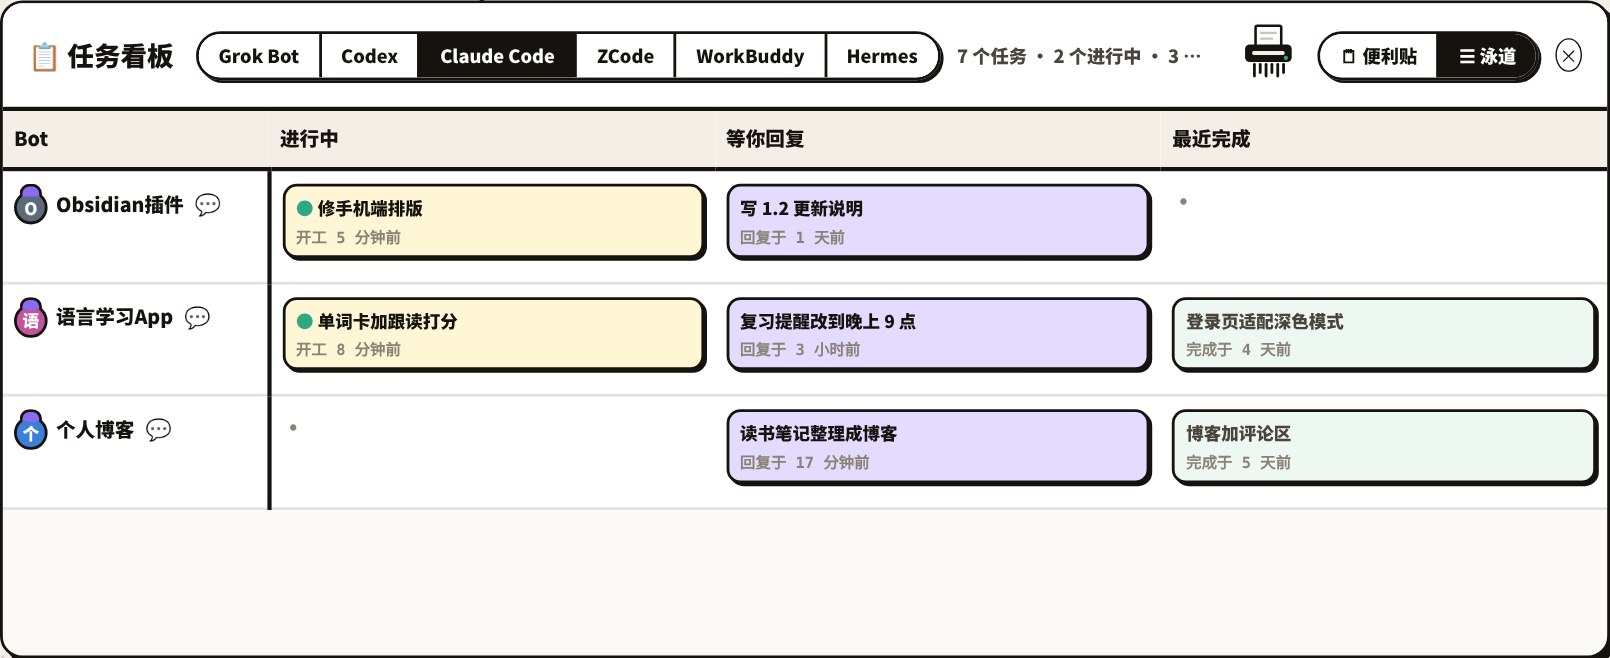 📋 任务看板
Grok Bot
Codex
Claude Code
ZCode
WorkBuddy
Hermes
7 个任务 · 2 个进行中 · 3 ···
便利贴
☰ 泳道
Bot
进行中
等你回复
最近完成
O
Obsidian插件
修手机端排版
开工 5 分钟前
写 1.2 更新说明
回复于 1 天前
语
语言学习App
单词卡加跟读打分
开工 8 分钟前
复习提醒改到晚上 9 点
回复于 3 小时前
登录页适配深色模式
完成于 4 天前
个
个人博客
读书笔记整理成博客
回复于 17 分钟前
博客加评论区
完成于 5 天前